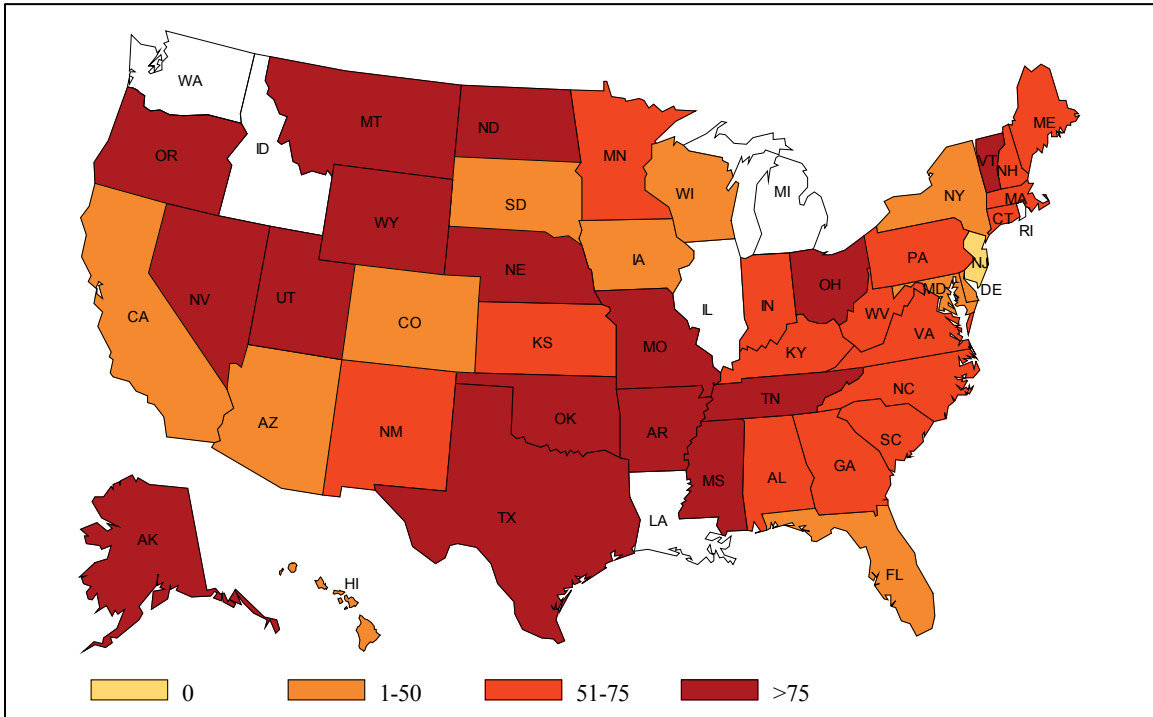 WA
MT
ND
ME
OR
ID
MN
VT
NH
WI
MI
NY
MA
SD
CT
WY
RI
IA
PA
NJ
NE
OH
MD
DE
NV
UT
IL
IN
CA
CO
WV
VA
KS
MO
KY
NC
TN
OK
AZ
NM
AR
SC
GA
MS
AL
TX
LA
AK
FL
HI
0
1-50
51-75
>75